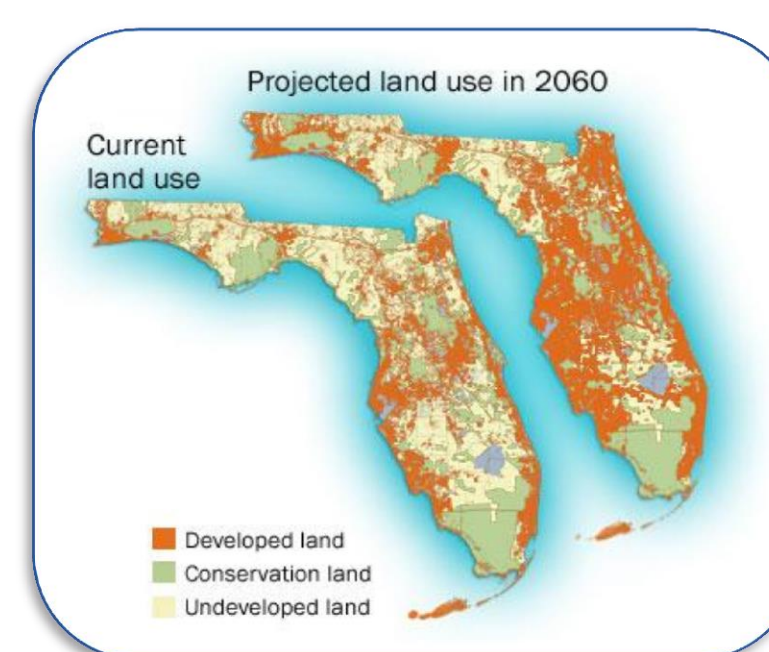 Projected land use in 2060
Current
land use
Developed land
Conservation land
Undeveloped land